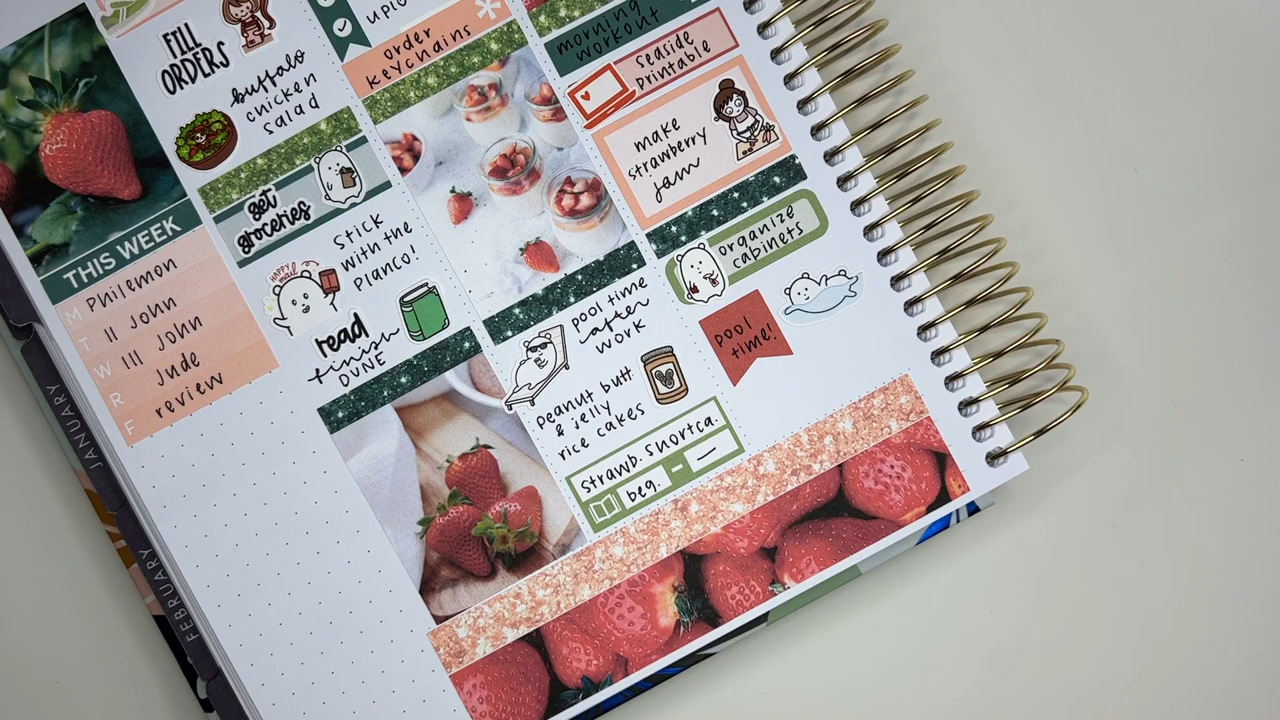 THIS WEEK
M Philemon
T II John
W III John
R Jude
F review
FILL
ORDERS
buffalo
chicken
salad
get
groceries
stick
with the
planco!
HAPPY
mail
read
finish
DUNE
order
keychains
pool time
after
work
peanut butt.
& jelly
rice cakes
strawb. shortca.
beg. - —
morning
workout
seaside
printable
make
strawberry
jam
organize
cabinets
pool
time!
JANUARY
FEBRUARY